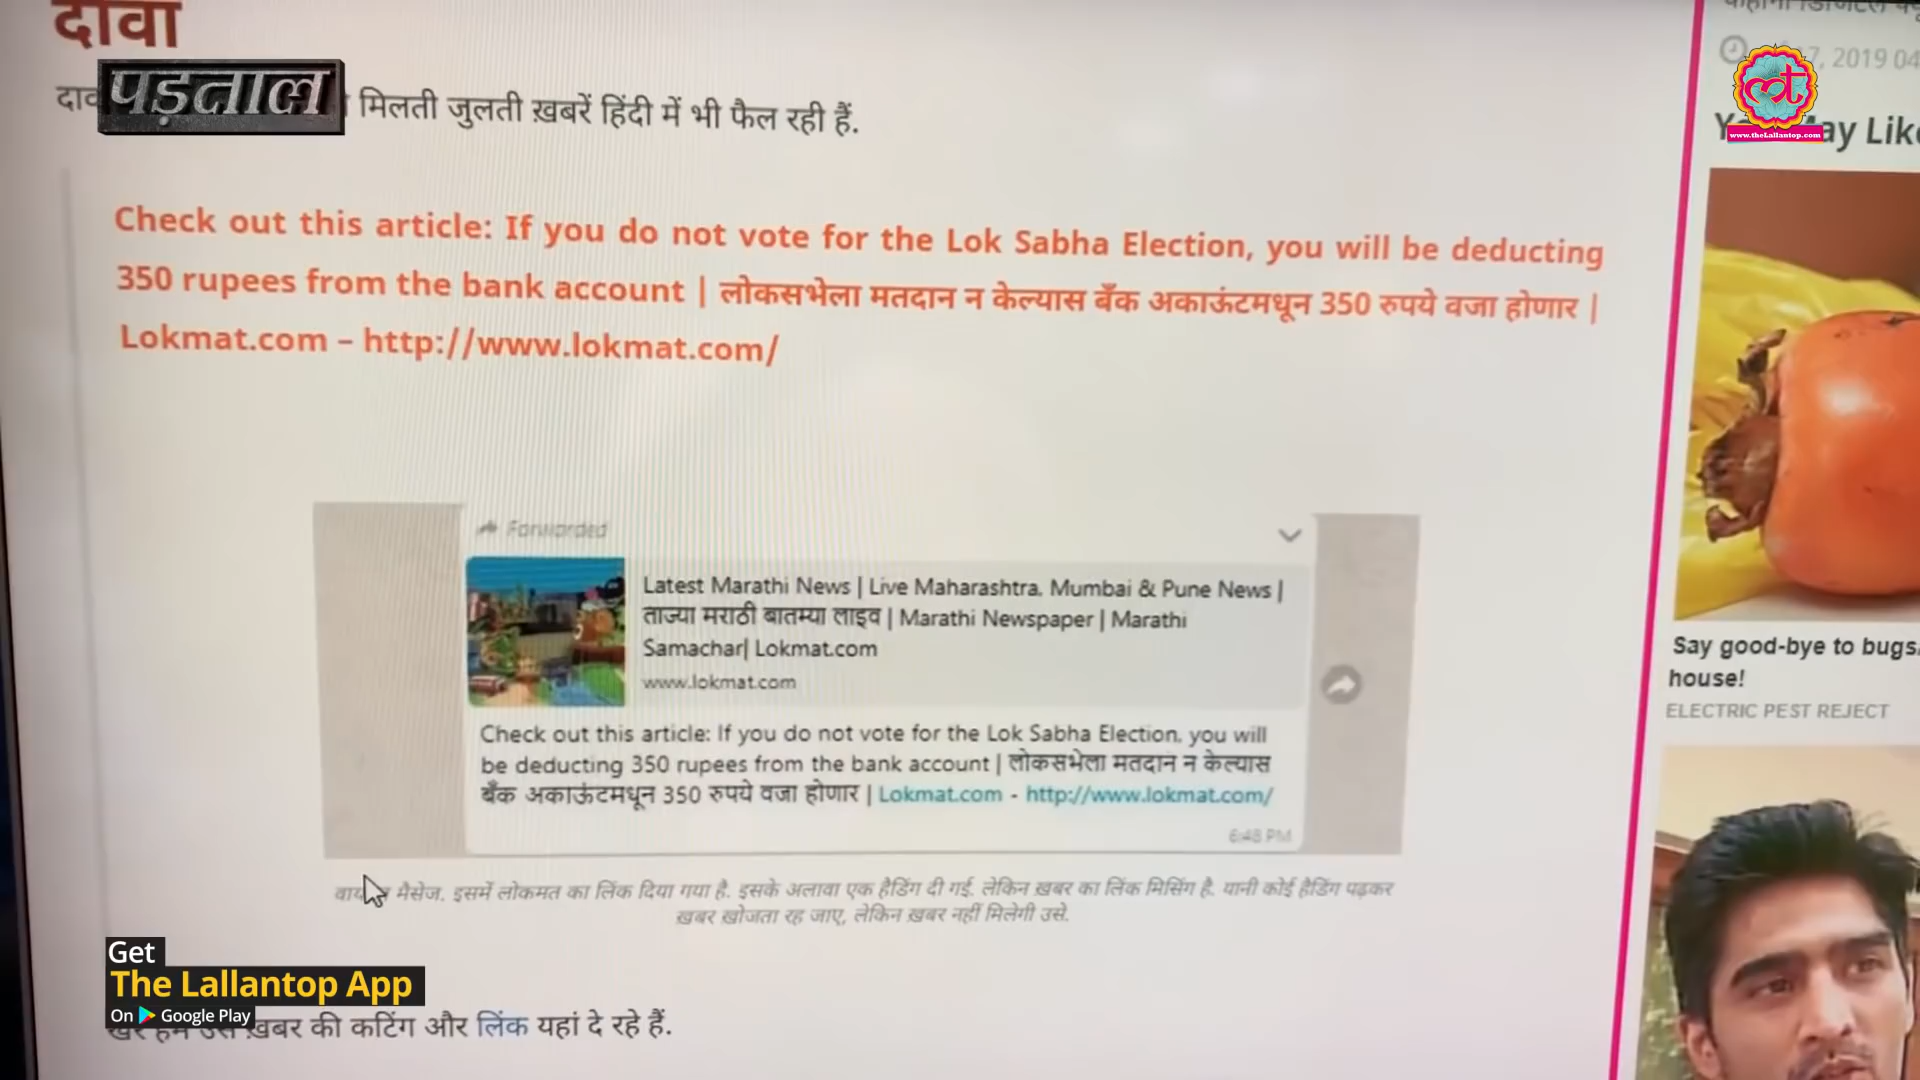 दावा
पड़ताल
मिलती जुलती ख़बरें हिंदी में भी फैल रही हैं.
Check out this article: If you do not vote for the Lok Sabha Election, you will be deducting
350 rupees from the bank account | लोकसभेला मतदान न केल्यास बँक अकाऊंटमधून 350 रुपये वजा होणार |
Lokmat.com – http://www.lokmat.com/
Forwarded
Latest Marathi News | Live Maharashtra, Mumbai & Pune News |
ताज्या मराठी बातम्या लाइव | Marathi Newspaper | Marathi
Samachar| Lokmat.com
www.lokmat.com
Check out this article: If you do not vote for the Lok Sabha Election, you will
be deducting 350 rupees from the bank account | लोकसभेला मतदान न केल्यास
बँक अकाऊंटमधून 350 रुपये वजा होणार | Lokmat.com - http://www.lokmat.com/
6:48 PM
मैसेज. इसमें लोकमत का लिंक दिया गया है. इसके अलावा एक हैडिंग दी गई. लेकिन ख़बर का लिंक मिसिंग है. यानी कोई हैडिंग पढ़कर
ख़बर खोजता रह जाए, लेकिन ख़बर नहीं मिलेगी उसे.
Get
The Lallantop App
On Google Play
ख़बर की कटिंग और लिंक यहां दे रहे हैं.
2019 04
lt
www.theLallantop.com
May Like
Say good-bye to bugs
house!
ELECTRIC PEST REJECT